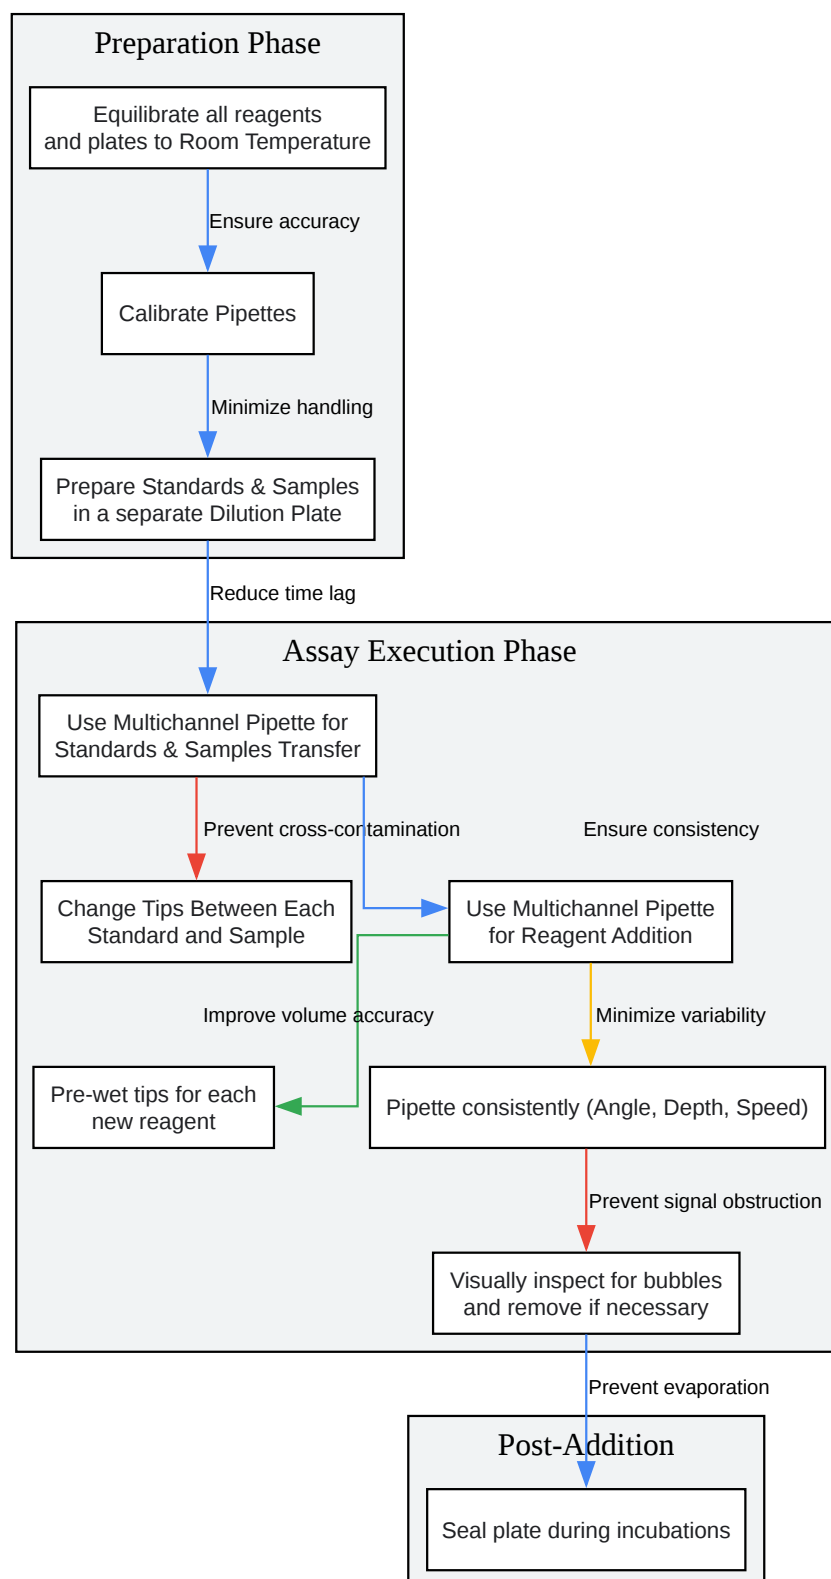 Preparation Phase
Equilibrate all reagents
and plates to Room Temperature
Ensure accuracy
Calibrate Pipettes
Minimize handling
Prepare Standards & Samples
in a separate Dilution Plate
Reduce time lag
Assay Execution Phase
Use Multichannel Pipette for
Standards & Samples Transfer
Prevent cross-contamination
Ensure consistency
Change Tips Between Each
Standard and Sample
Use Multichannel Pipette
for Reagent Addition
Improve volume accuracy
Minimize variability
Pre-wet tips for each
new reagent
Pipette consistently (Angle, Depth, Speed)
Prevent signal obstruction
Visually inspect for bubbles
and remove if necessary
Prevent evaporation
Post-Addition
Seal plate during incubations